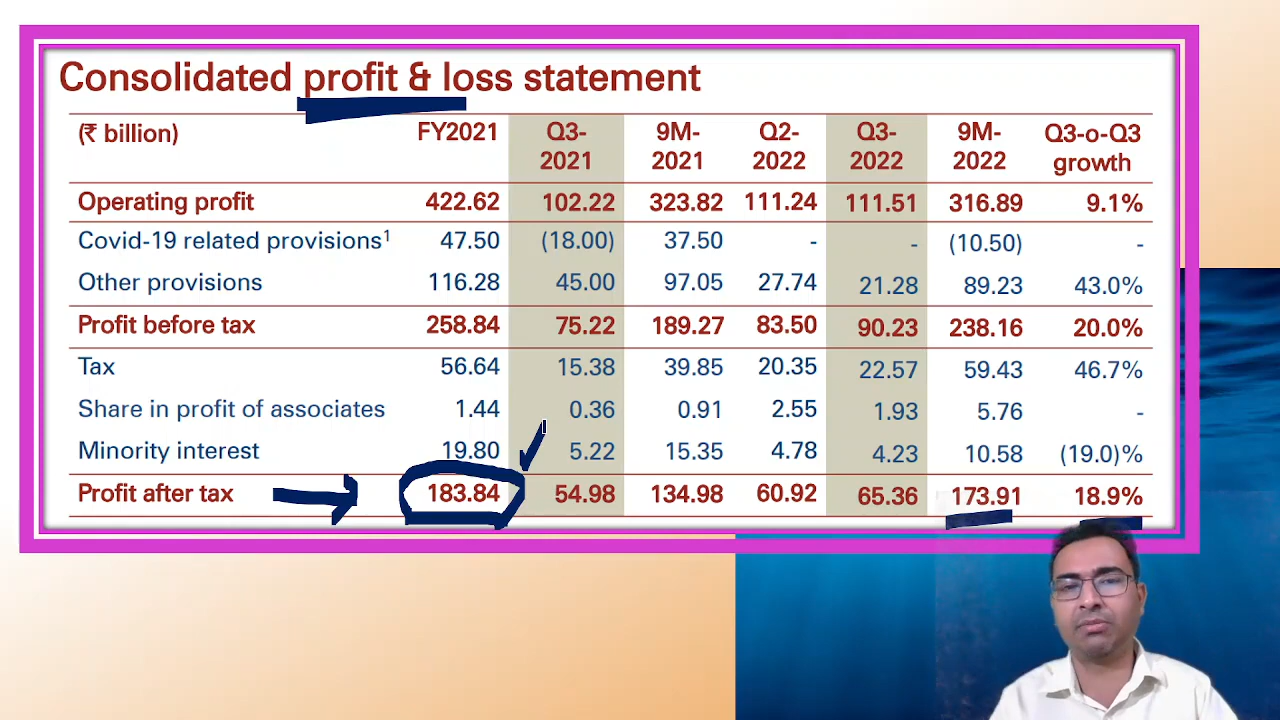 Consolidated profit & loss statement
(₹ billion) FY2021 Q3-2021 9M-2021 Q2-2022 Q3-2022 9M-2022 Q3-o-Q3 growth
Operating profit 422.62 102.22 323.82 111.24 111.51 316.89 9.1%
Covid-19 related provisions¹ 47.50 (18.00) 37.50 - - (10.50) -
Other provisions 116.28 45.00 97.05 27.74 21.28 89.23 43.0%
Profit before tax 258.84 75.22 189.27 83.50 90.23 238.16 20.0%
Tax 56.64 15.38 39.85 20.35 22.57 59.43 46.7%
Share in profit of associates 1.44 0.36 0.91 2.55 1.93 5.76 -
Minority interest 19.80 5.22 15.35 4.78 4.23 10.58 (19.0)%
Profit after tax 183.84 54.98 134.98 60.92 65.36 173.91 18.9%